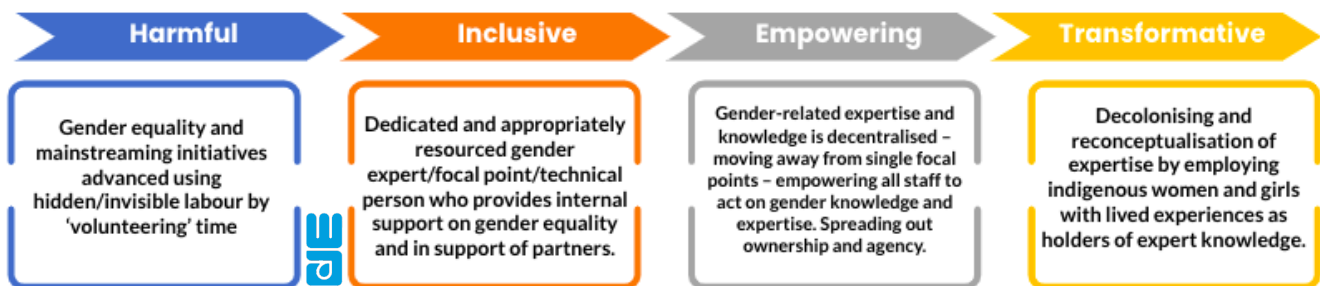 Harmful
Inclusive
Empowering
Transformative
Gender equality and
mainstreaming initiatives
advanced using
hidden/invisible labour by
‘volunteering’ time
Dedicated and appropriately
resourced gender
expert/focal point/technical
person who provides internal
support on gender equality
and in support of partners.
Gender-related expertise and
knowledge is decentralised –
moving away from single focal
points – empowering all staff to
act on gender knowledge and
expertise. Spreading out
ownership and agency.
Decolonising and
reconceptualisation of
expertise by employing
indigenous women and girls
with lived experiences as
holders of expert knowledge.